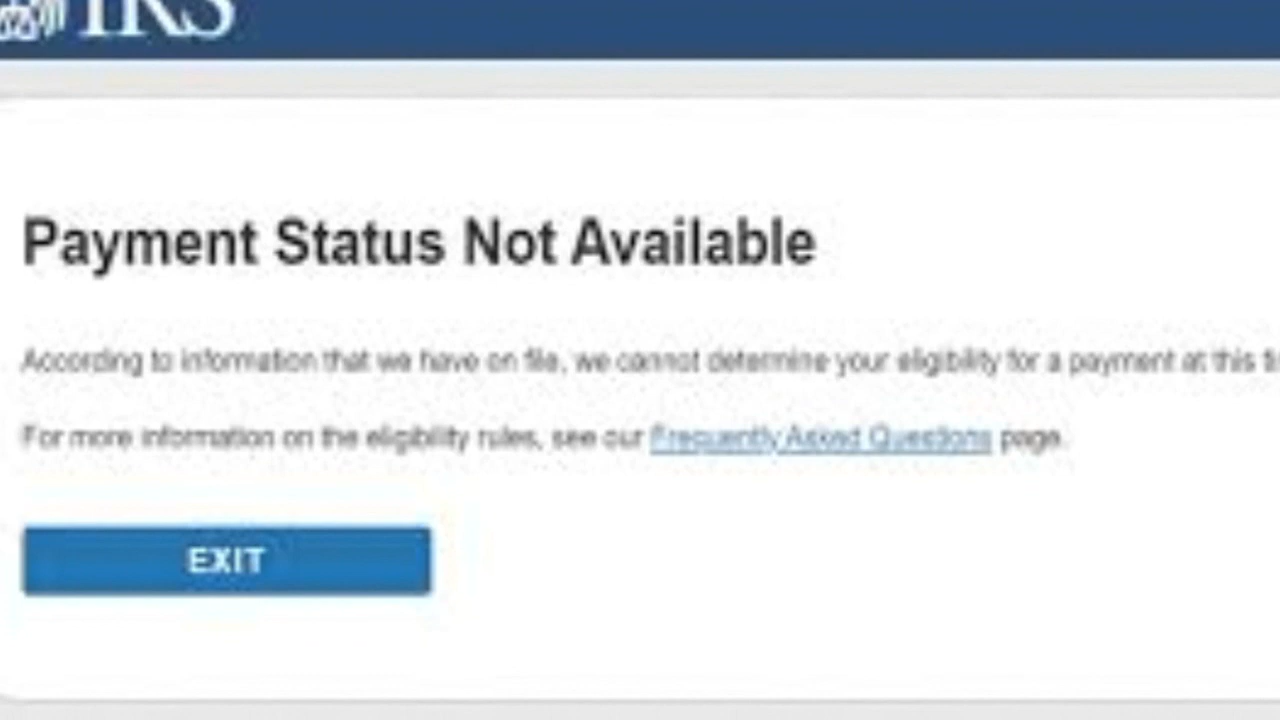 IRS
Payment Status Not Available
According to information that we have on file, we cannot determine your eligibility for a payment at this
For more information on the eligibility rules, see our Frequently Asked Questions page.
EXIT